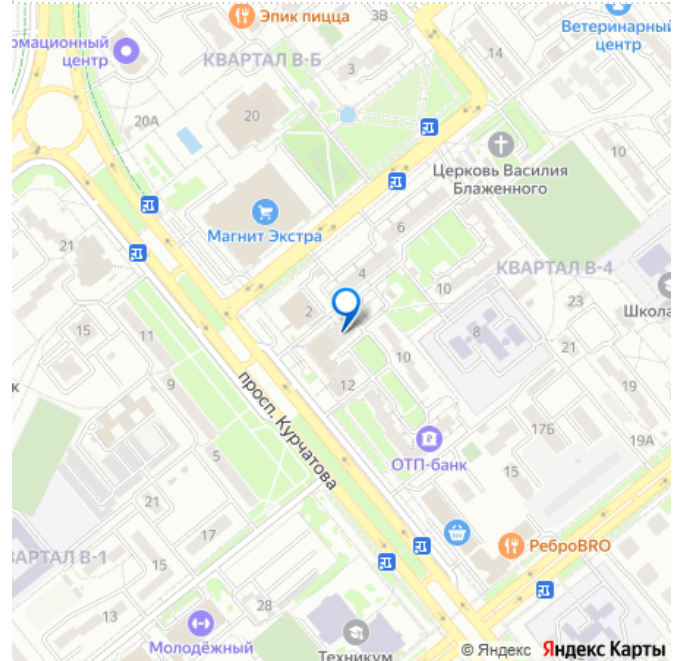 Эпик пицца
3В
Ветеринарный
центр
рмационный
центр
КВАРТАЛ В-Б
3
14
20
20А
10
Церковь Василия
Блаженного
Магнит Экстра
6
21
4
КВАРТАЛ В-4
10
2
23
Школа
15
11
8
21
10
9
12
19
к
просп. Курчатова
17Б
19А
5
ОТП-банк
15
21
17
РеброBRO
ВАРТАЛ В-1
28
13
Молодёжный
Техникум
© Яндекс Яндекс Карты